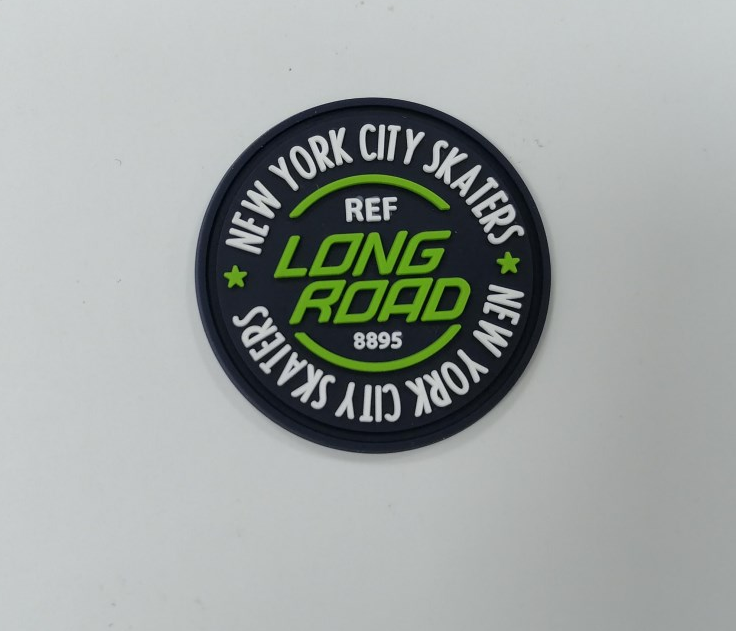 NEW YORK CITY SKATERS
REF
LONG
ROAD
8895
NEW YORK CITY SKATERS